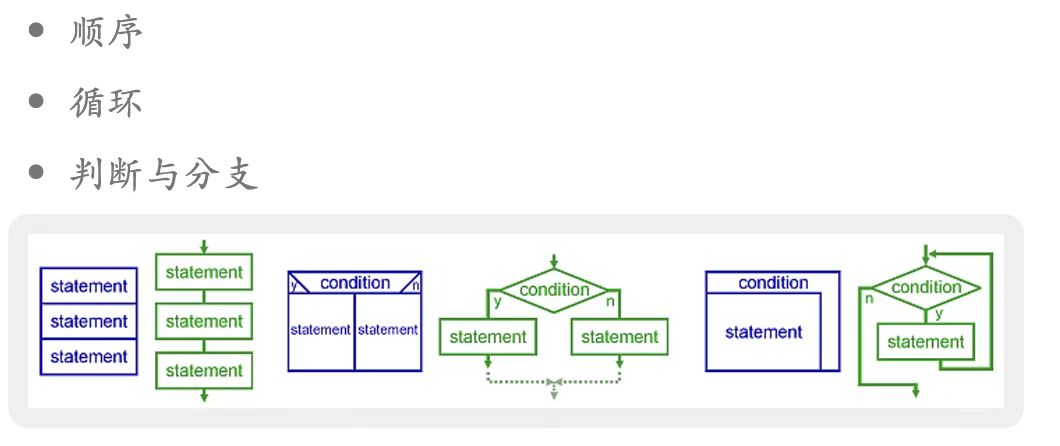 顺序
循环
判断与分支
statement
statement
statement
statement
statement
statement
y condition n
statement statement
condition
y n
statement statement
condition
statement
condition
n
y
statement